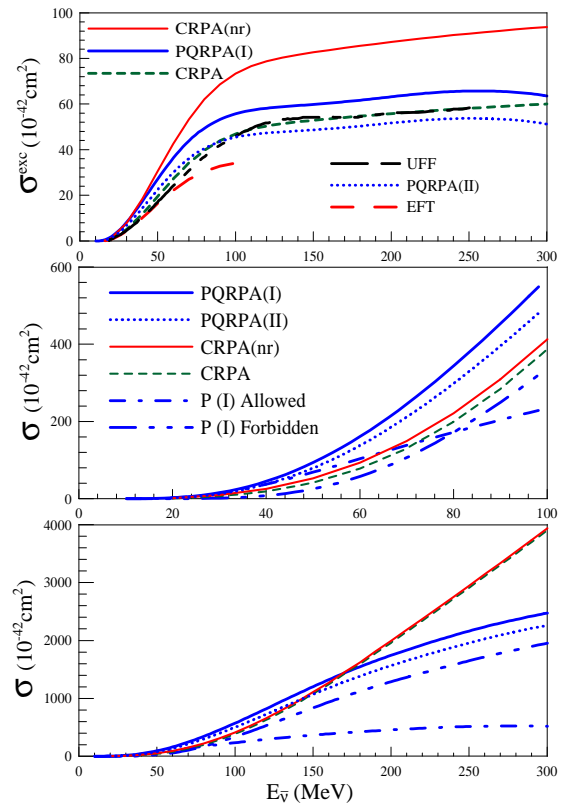 100
80
60
40
20
0
σ^exc (10^-42 cm^2)
CRPA(nr)
PQRPA(I)
CRPA
UFF
PQRPA(II)
EFT
0 50 100 150 200 250 300
600
400
200
0
σ (10^-42 cm^2)
PQRPA(I)
PQRPA(II)
CRPA(nr)
CRPA
P (I) Allowed
P (I) Forbidden
0 20 40 60 80 100
4000
3000
2000
1000
0
σ (10^-42 cm^2)
0 50 100 150 200 250 300
E_ν̄ (MeV)